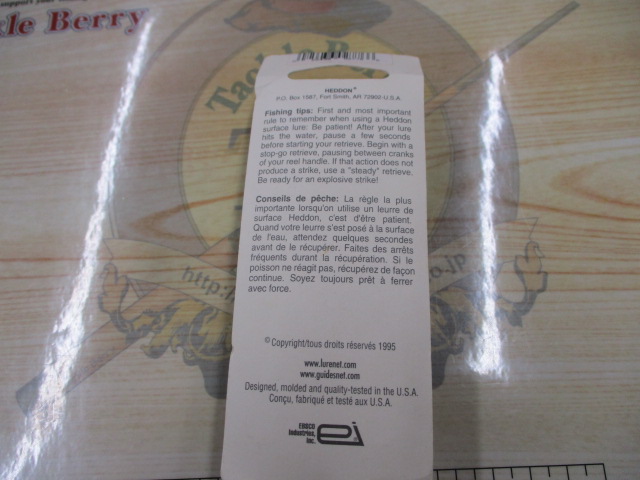 kle Berry
Tackle Be
HEDDON®
P.O. Box 1587, Fort Smith, AR 72902-U.S.A.
Fishing tips: First and most important
rule to remember when using a Heddon
surface lure: Be patient! After your lure
hits the water, pause a few seconds
before starting your retrieve. Begin with a
stop-go retrieve, pausing between cranks
of your reel handle. If that action does not
produce a strike, use a "steady" retrieve.
Be ready for an explosive strike!
Conseils de pêche: La règle la plus
importante lorsqu'on utilise un leurre de
surface Heddon, c'est d'être patient.
Quand votre leurre s'est posé à la surface
de l'eau, attendez quelques secondes
avant de le récupérer. Faites des arrêts
fréquents durant la récupération. Si le
poisson ne réagit pas, récupérez de façon
continue. Soyez toujours prêt à ferrer
avec force.
http:/ o.jp
© Copyright/tous droits réservés 1995
www.lurenet.com
www.guidesnet.com
Designed, molded and quality-tested in the U.S.A.
Conçu, fabriqué et testé aux U.S.A.
EBSCO
Industries,
Inc.
ei